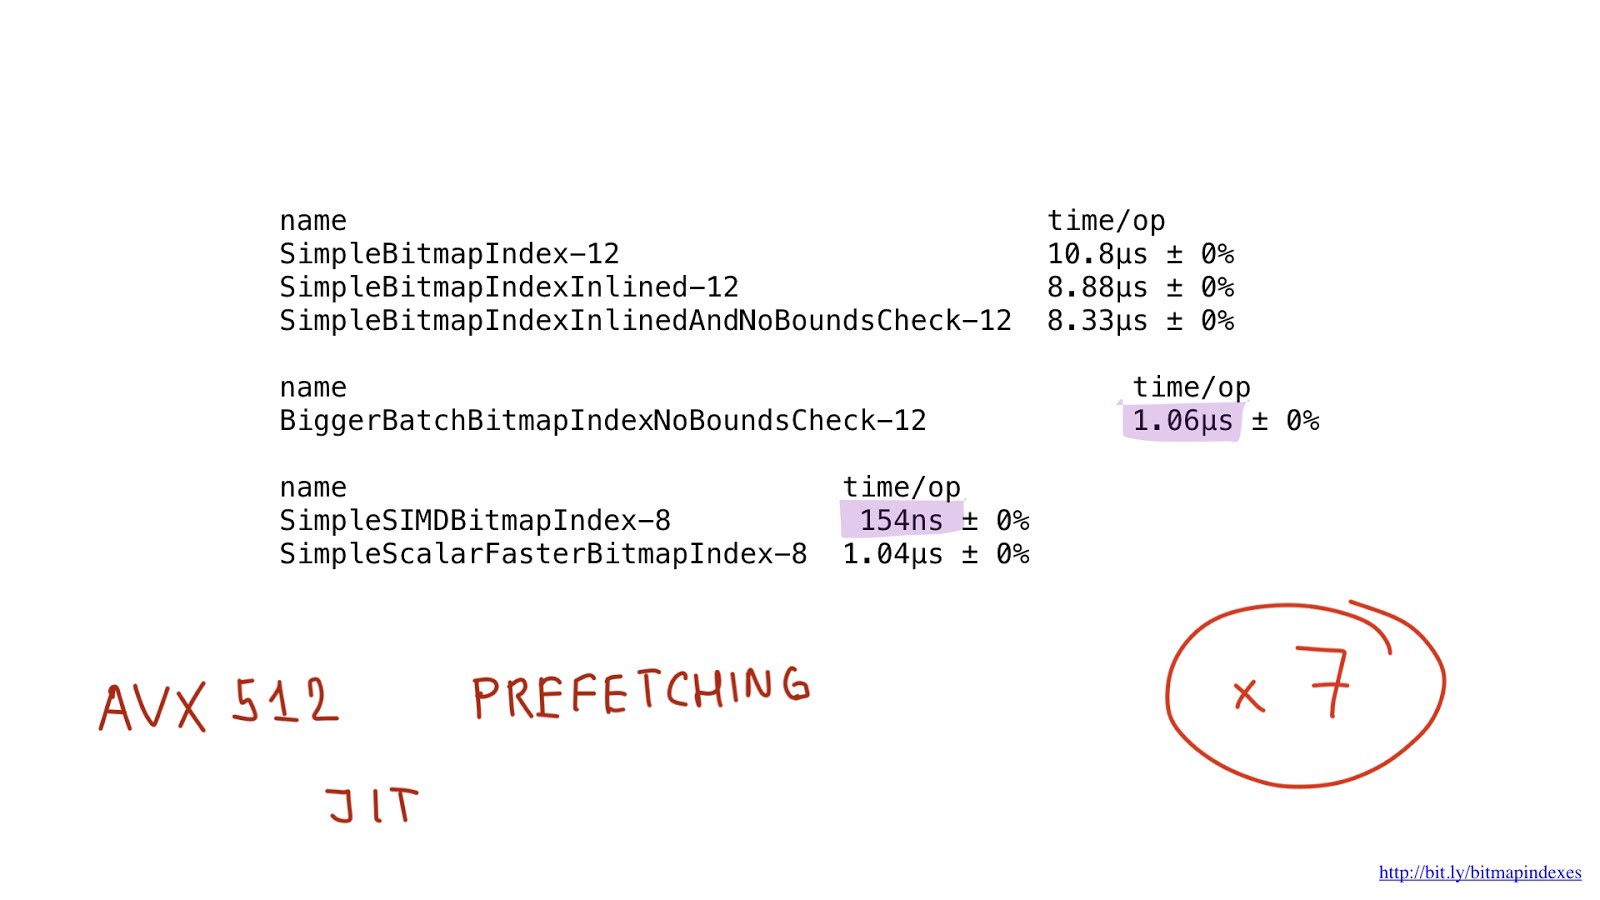 name time/op
SimpleBitmapIndex-12 10.8µs ± 0%
SimpleBitmapIndexInlined-12 8.88µs ± 0%
SimpleBitmapIndexInlinedAndNoBoundsCheck-12 8.33µs ± 0%
name time/op
BiggerBatchBitmapIndexNoBoundsCheck-12 1.06µs ± 0%
name time/op
SimpleSIMDBitmapIndex-8 154ns ± 0%
SimpleScalarFasterBitmapIndex-8 1.04µs ± 0%
x 7
AVX 512 PREFETCHING
JIT
http://bit.ly/bitmapindexes